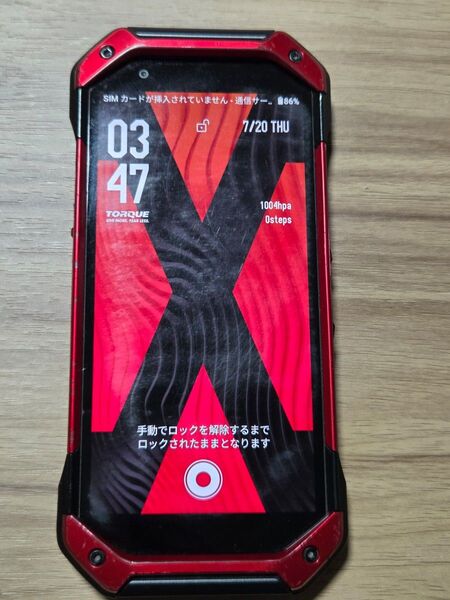 SIM カードが挿入されていません - 通信サー… 86%
03
47
7/20 THU
TORQUE
1004hpa
0steps
手動でロックを解除するまで
ロックされたままとなります